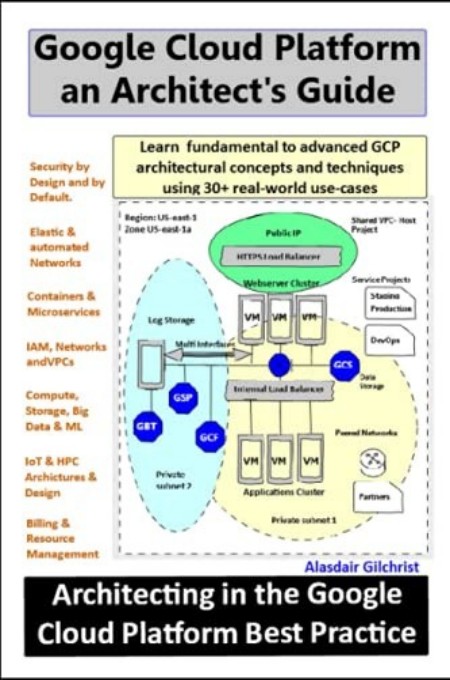 Google Cloud Platform
an Architect's Guide
Learn fundamental to advanced GCP
architectural concepts and techniques
using 30+ real-world use-cases
Security by
Design and by
Default.
Elastic &
automated
Networks
Containers &
Microservices
IAM, Networks
andVPCs
Compute,
Storage, Big
Data & ML
IoT & HPC
Archictures &
Design
Billing &
Resource
Management
Region: US-east-1
Zone US-east-1a
Public IP
HTTPS Load Balancer
Webserver Cluster
VM VM VM
Shared VPC- Host
Project
Service Projects
Staging
Production
DevOps
Log Storage
Multi Interfaces
GCS
Data
Storage
GSP
GBT
GCF
Internal Load Balancer
VM VM VM
Applications Cluster
Peered Networks
Partners
Private
subnet 2
Private subnet 1
Alasdair Gilchrist
Architecting in the Google
Cloud Platform Best Practice